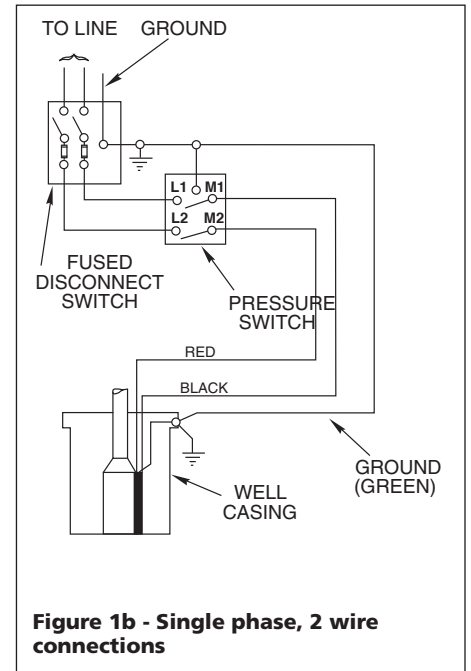 TO LINE GROUND
L1 M1
L2 M2
FUSED
DISCONNECT
SWITCH
PRESSURE
SWITCH
RED
BLACK
GROUND
(GREEN)
WELL
CASING
Figure 1b - Single phase, 2 wire
connections